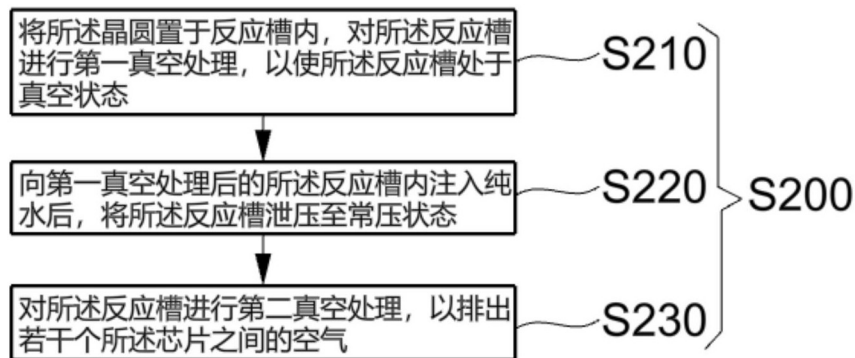 将所述晶圆置于反应槽内，对所述反应槽
进行第一真空处理，以使所述反应槽处于
真空状态
S210
向第一真空处理后的所述反应槽内注入纯
水后，将所述反应槽泄压至常压状态
S220
S200
对所述反应槽进行第二真空处理，以排出
若干个所述芯片之间的空气
S230